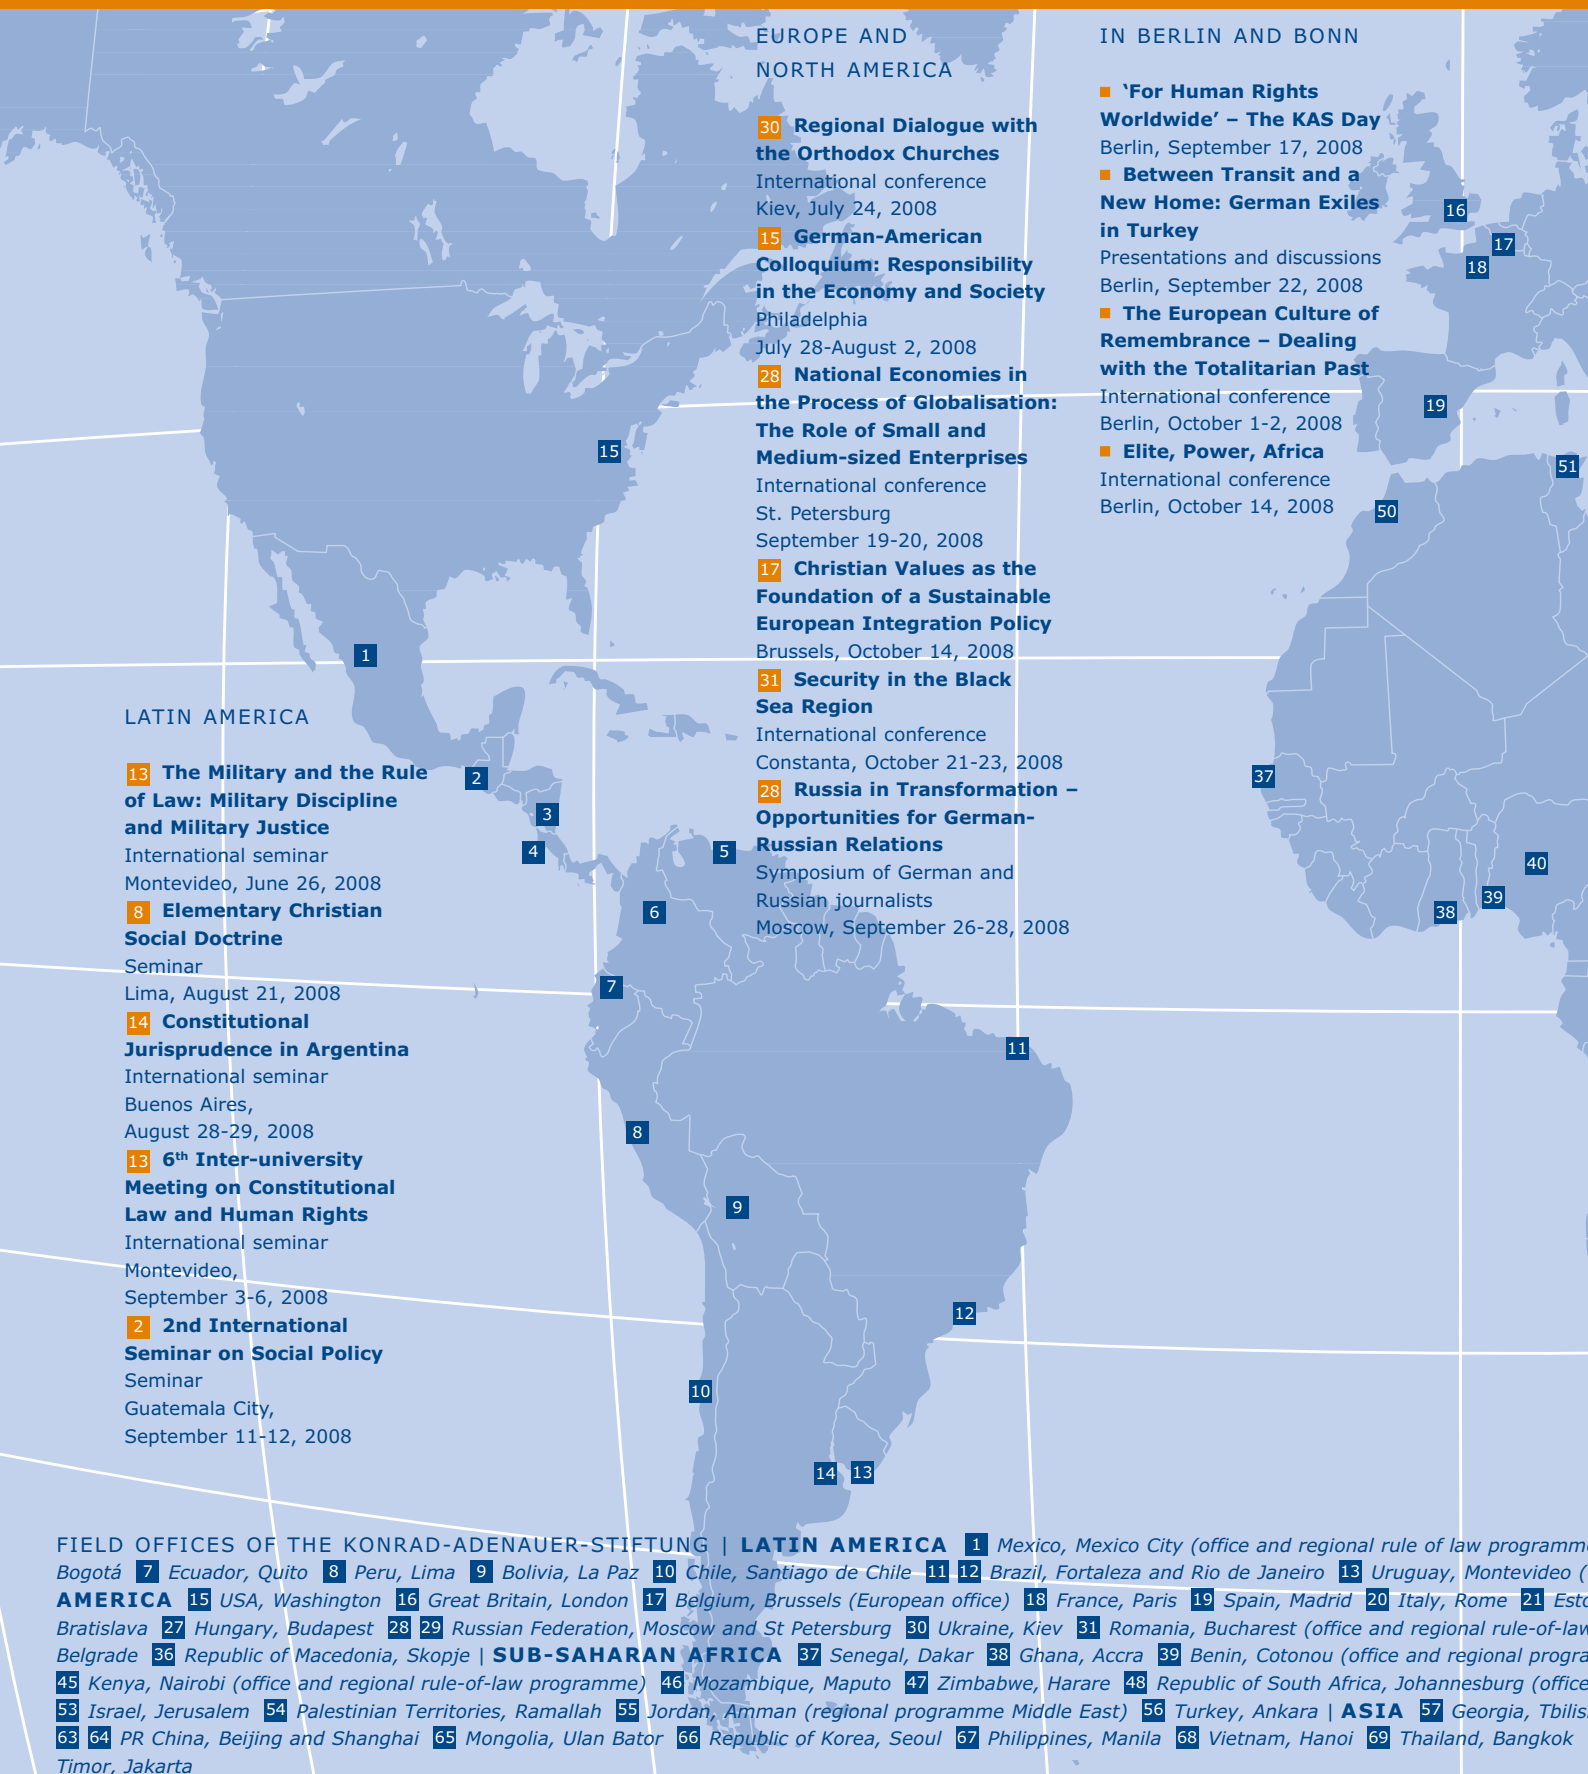 EUROPE AND
NORTH AMERICA
30 Regional Dialogue with
the Orthodox Churches
International conference
Kiev, July 24, 2008
15 German-American
Colloquium: Responsibility
in the Economy and Society
Philadelphia
July 28-August 2, 2008
28 National Economies in
the Process of Globalisation:
The Role of Small and
Medium-sized Enterprises
International conference
St. Petersburg
September 19-20, 2008
17 Christian Values as the
Foundation of a Sustainable
European Integration Policy
Brussels, October 14, 2008
31 Security in the Black
Sea Region
International conference
Constanta, October 21-23, 2008
28 Russia in Transformation –
Opportunities for German-
Russian Relations
Symposium of German and
Russian journalists
Moscow, September 26-28, 2008
IN BERLIN AND BONN
‘For Human Rights
Worldwide’ – The KAS Day
Berlin, September 17, 2008
Between Transit and a
New Home: German Exiles
in Turkey
Presentations and discussions
Berlin, September 22, 2008
The European Culture of
Remembrance – Dealing
with the Totalitarian Past
International conference
Berlin, October 1-2, 2008
Elite, Power, Africa
International conference
Berlin, October 14, 2008
LATIN AMERICA
13 The Military and the Rule
of Law: Military Discipline
and Military Justice
International seminar
Montevideo, June 26, 2008
8 Elementary Christian
Social Doctrine
Seminar
Lima, August 21, 2008
14 Constitutional
Jurisprudence in Argentina
International seminar
Buenos Aires,
August 28-29, 2008
13 6th Inter-university
Meeting on Constitutional
Law and Human Rights
International seminar
Montevideo,
September 3-6, 2008
2 2nd International
Seminar on Social Policy
Seminar
Guatemala City,
September 11-12, 2008
16
17
18
19
15
51
50
1
2
3
4
5
6
7
8
9
10
11
12
13
14
37
38
39
40
FIELD OFFICES OF THE KONRAD-ADENAUER-STIFTUNG | LATIN AMERICA 1 Mexico, Mexico City (office and regional rule of law programme
Bogotá 7 Ecuador, Quito 8 Peru, Lima 9 Bolivia, La Paz 10 Chile, Santiago de Chile 11 12 Brazil, Fortaleza and Rio de Janeiro 13 Uruguay, Montevideo (
AMERICA 15 USA, Washington 16 Great Britain, London 17 Belgium, Brussels (European office) 18 France, Paris 19 Spain, Madrid 20 Italy, Rome 21 Esto
Bratislava 27 Hungary, Budapest 28 29 Russian Federation, Moscow and St Petersburg 30 Ukraine, Kiev 31 Romania, Bucharest (office and regional rule-of-law
Belgrade 36 Republic of Macedonia, Skopje | SUB-SAHARAN AFRICA 37 Senegal, Dakar 38 Ghana, Accra 39 Benin, Cotonou (office and regional progra
45 Kenya, Nairobi (office and regional rule-of-law programme) 46 Mozambique, Maputo 47 Zimbabwe, Harare 48 Republic of South Africa, Johannesburg (office
53 Israel, Jerusalem 54 Palestinian Territories, Ramallah 55 Jordan, Amman (regional programme Middle East) 56 Turkey, Ankara | ASIA 57 Georgia, Tbilis
63 64 PR China, Beijing and Shanghai 65 Mongolia, Ulan Bator 66 Republic of Korea, Seoul 67 Philippines, Manila 68 Vietnam, Hanoi 69 Thailand, Bangkok
Timor, Jakarta